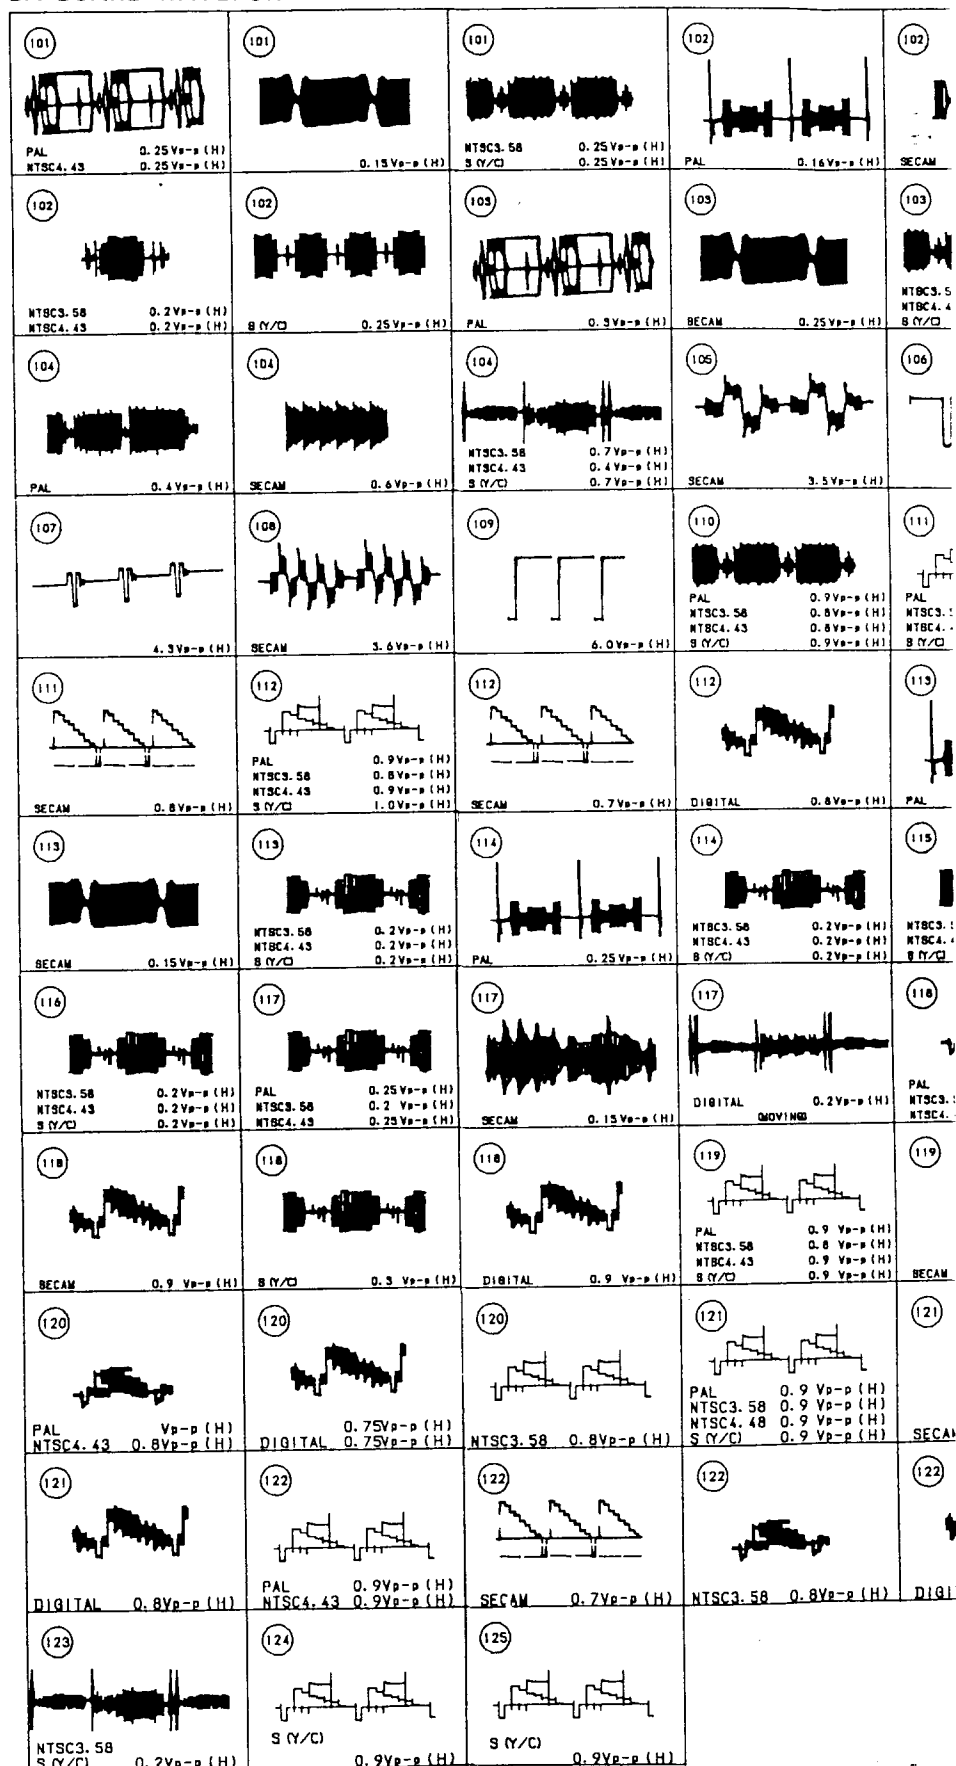 101
PAL 0.25Vp-p(H)
NTSC4.43 0.25Vp-p(H)
101
0.15Vp-p(H)
101
NTSC3.58 0.25Vp-p(H)
S(Y/C) 0.25Vp-p(H)
102
PAL 0.16Vp-p(H)
102
SECAM
102
NTSC3.58 0.2Vp-p(H)
NTSC4.43 0.2Vp-p(H)
102
S(Y/C) 0.25Vp-p(H)
103
PAL 0.3Vp-p(H)
103
SECAM 0.25Vp-p(H)
103
NTSC3.5
NTSC4.4
S(Y/C)
104
PAL 0.4Vp-p(H)
104
SECAM 0.6Vp-p(H)
104
NTSC3.58 0.7Vp-p(H)
NTSC4.43 0.4Vp-p(H)
S(Y/C) 0.7Vp-p(H)
105
SECAM 3.5Vp-p(H)
106
107
4.3Vp-p(H)
108
SECAM 3.6Vp-p(H)
109
6.0Vp-p(H)
110
PAL 0.9Vp-p(H)
NTSC3.58 0.8Vp-p(H)
NTSC4.43 0.8Vp-p(H)
S(Y/C) 0.9Vp-p(H)
111
PAL
NTSC3.
NTSC4.
S(Y/C)
111
SECAM 0.8Vp-p(H)
112
PAL 0.9Vp-p(H)
NTSC3.58 0.8Vp-p(H)
NTSC4.43 0.9Vp-p(H)
S(Y/C) 1.0Vp-p(H)
112
SECAM 0.7Vp-p(H)
112
DIGITAL 0.8Vp-p(H)
113
PAL
113
SECAM 0.15Vp-p(H)
113
NTSC3.58 0.2Vp-p(H)
NTSC4.43 0.2Vp-p(H)
S(Y/C) 0.2Vp-p(H)
114
PAL 0.25Vp-p(H)
114
NTSC3.58 0.2Vp-p(H)
NTSC4.43 0.2Vp-p(H)
S(Y/C) 0.2Vp-p(H)
115
NTSC3.
NTSC4.
S(Y/C)
116
NTSC3.58 0.2Vp-p(H)
NTSC4.43 0.2Vp-p(H)
S(Y/C) 0.2Vp-p(H)
117
PAL 0.25Vp-p(H)
NTSC3.58 0.2 Vp-p(H)
NTSC4.43 0.25Vp-p(H)
117
SECAM 0.15Vp-p(H)
117
DIGITAL 0.2Vp-p(H)
(MOVING)
118
PAL
NTSC3.
NTSC4.
118
SECAM 0.9 Vp-p(H)
118
S(Y/C) 0.3 Vp-p(H)
118
DIGITAL 0.9 Vp-p(H)
119
PAL 0.9 Vp-p(H)
NTSC3.58 0.8 Vp-p(H)
NTSC4.43 0.9 Vp-p(H)
S(Y/C) 0.9 Vp-p(H)
119
SECAM
120
PAL Vp-p(H)
NTSC4.43 0.8Vp-p(H)
120
0.75Vp-p(H)
DIGITAL 0.75Vp-p(H)
120
NTSC3.58 0.8Vp-p(H)
121
PAL 0.9 Vp-p(H)
NTSC3.58 0.9 Vp-p(H)
NTSC4.48 0.9 Vp-p(H)
S(Y/C) 0.9 Vp-p(H)
121
SECAM
121
DIGITAL 0.8Vp-p(H)
122
PAL 0.9Vp-p(H)
NTSC4.43 0.9Vp-p(H)
122
SECAM 0.7Vp-p(H)
122
NTSC3.58 0.8Vp-p(H)
122
DIGI
123
NTSC3.58
S(Y/C) 0.2Vp-p(H)
124
S(Y/C)
0.9Vp-p(H)
125
S(Y/C)
0.9Vp-p(H)